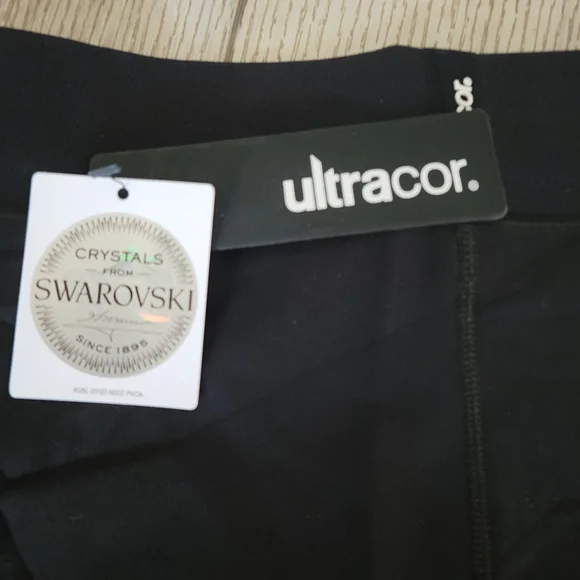 ultracor.
CRYSTALS
FROM
SWAROVSKI
SINCE 1895